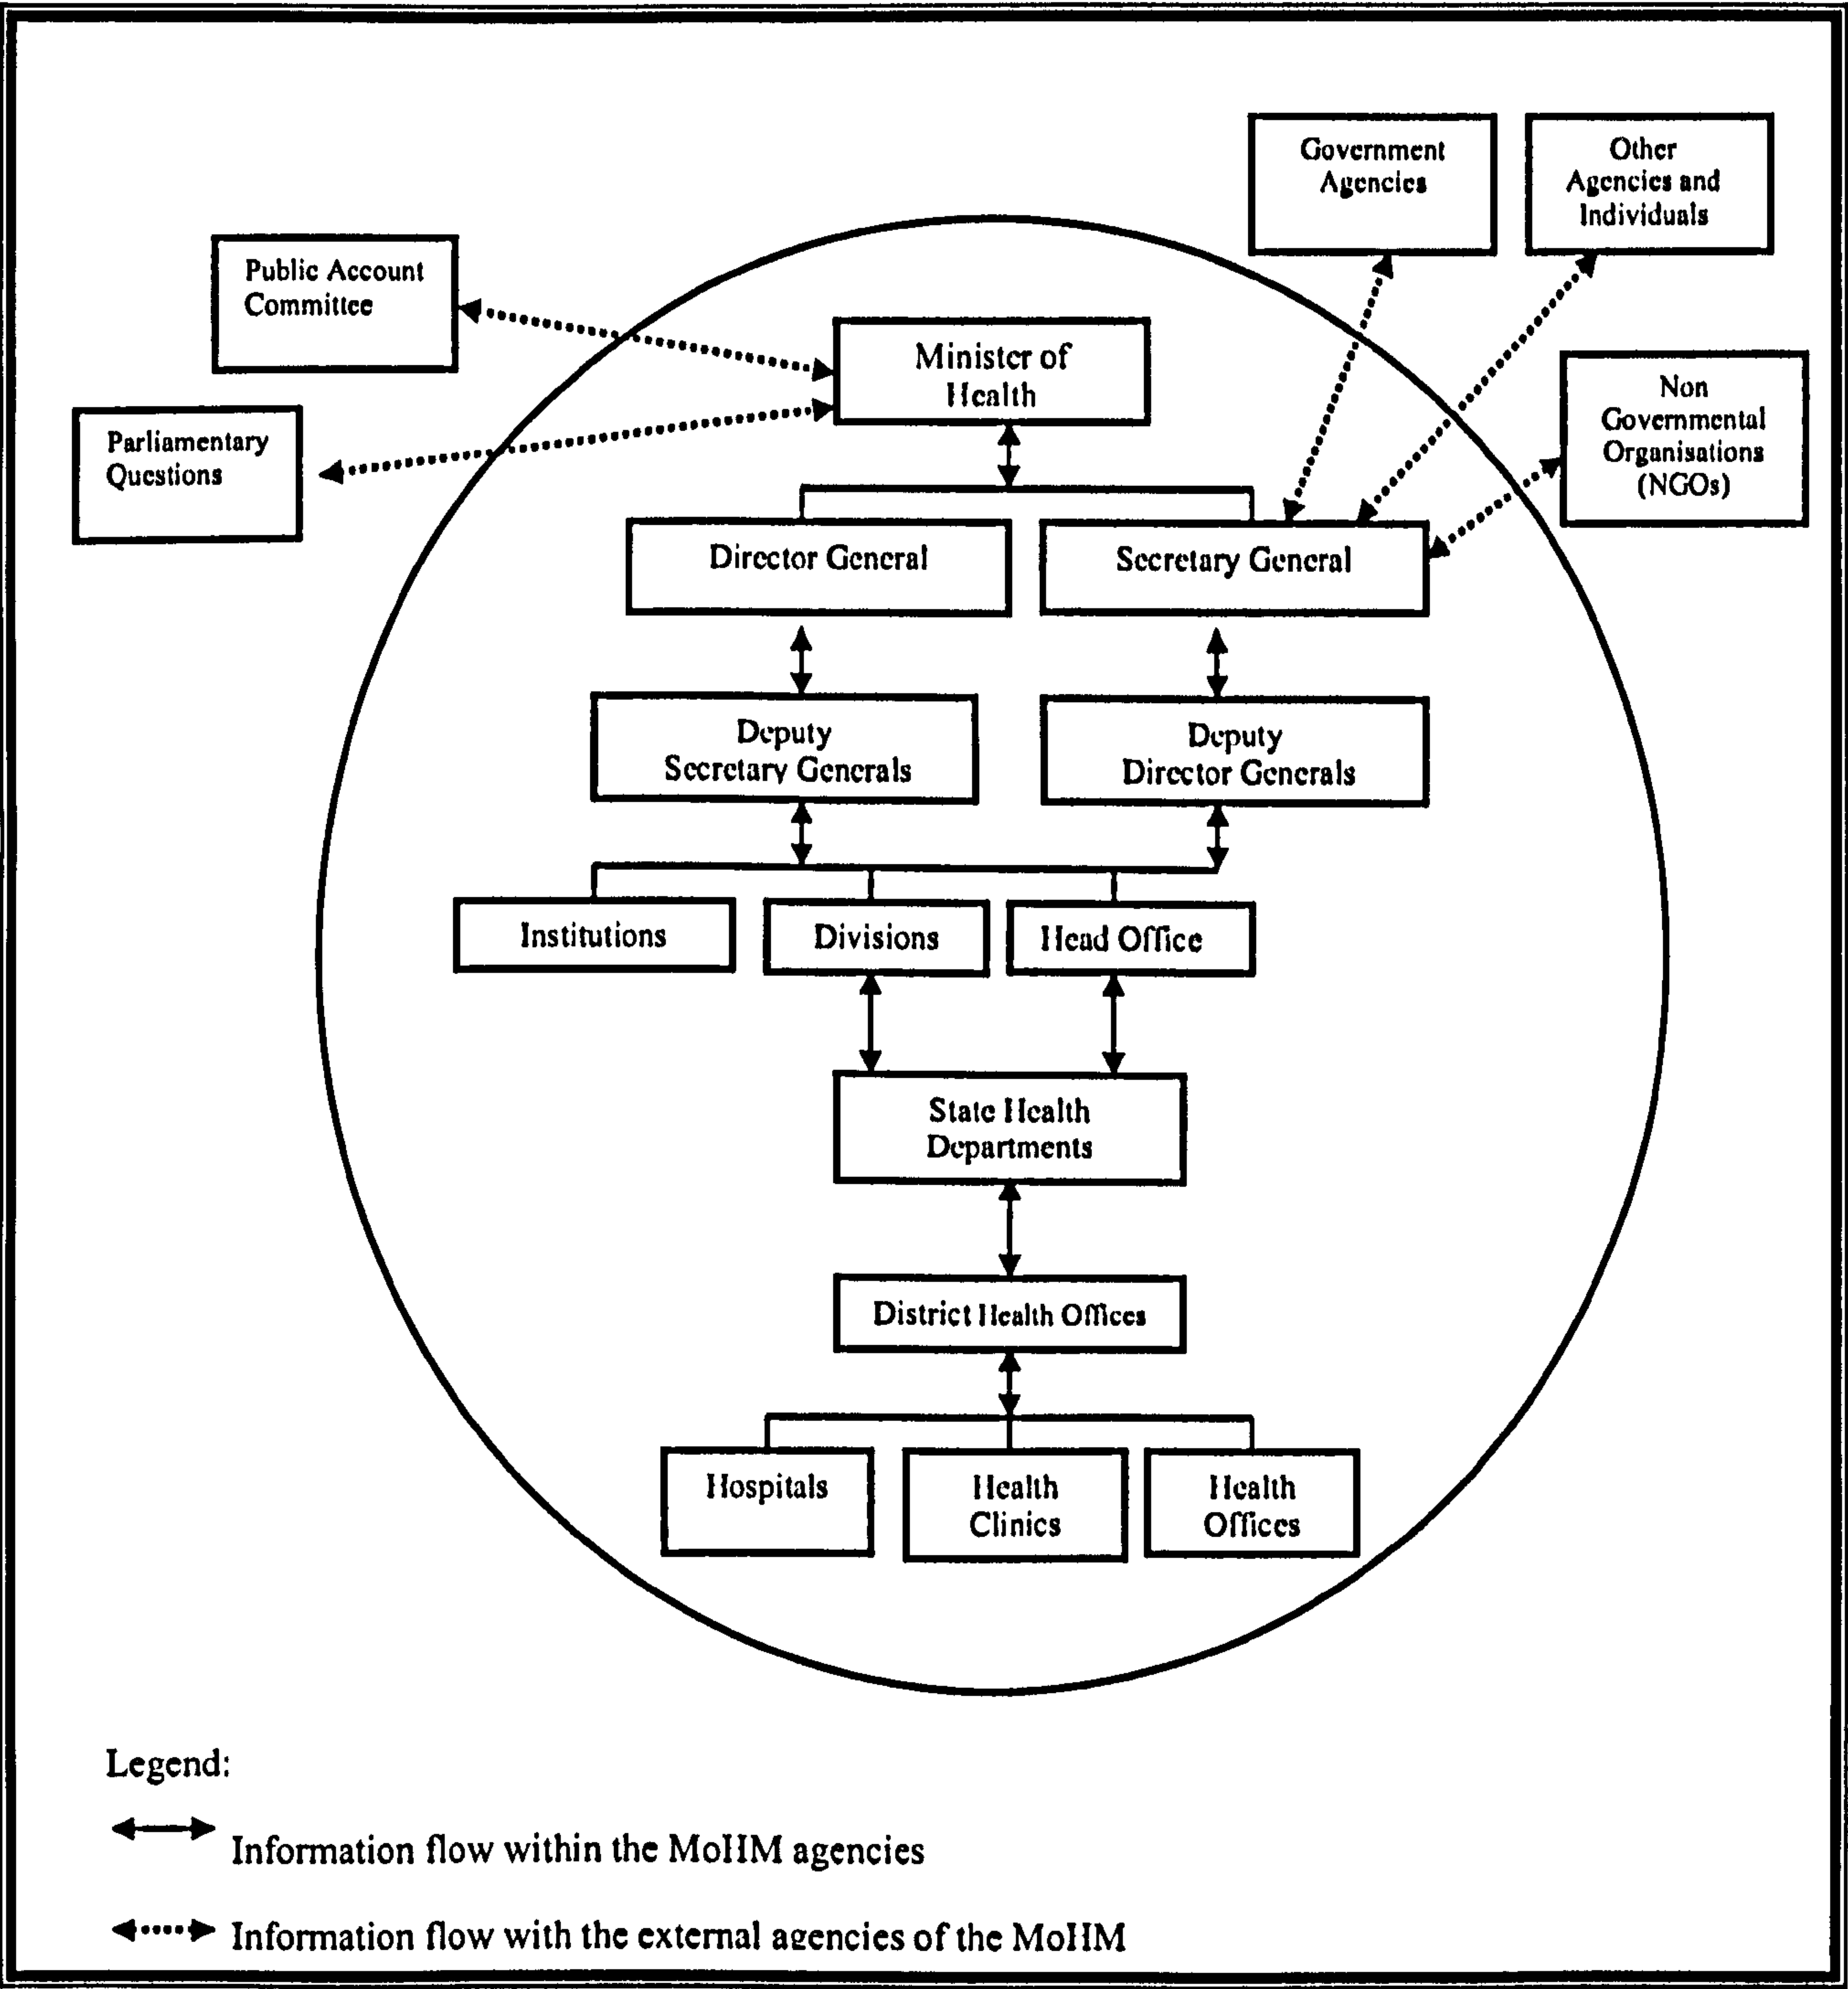 Government
Agencies
Other
Agencies and
Individuals
Public Account
Committee
Minister of
Health
Non
Governmental
Organisations
(NGOs)
Parliamentary
Questions
Director General
Secretary General
Deputy
Secretary Generals
Deputy
Director Generals
Institutions
Divisions
Head Office
State Health
Departments
District Health Offices
Hospitals
Health
Clinics
Health
Offices
Legend:
Information flow within the MoHM agencies
Information flow with the external agencies of the MoHM